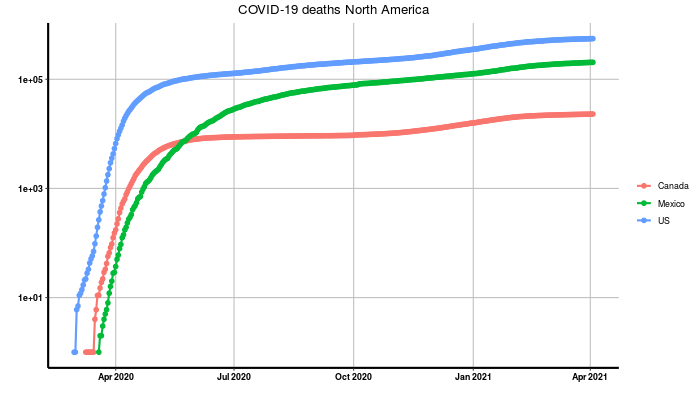 COVID-19 deaths North America
1e+05
1e+03
1e+01
Apr 2020
Jul 2020
Oct 2020
Jan 2021
Apr 2021
Canada
Mexico
US